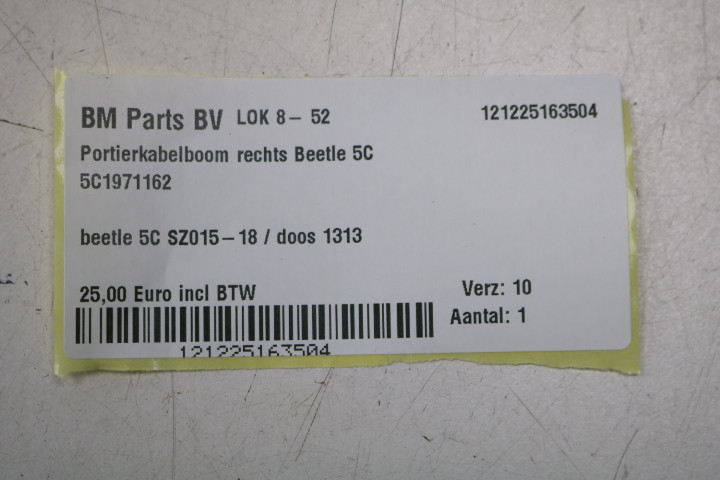 BM Parts BV LOK 8- 52 121225163504
Portierkabelboom rechts Beetle 5C
5C1971162
beetle 5C SZ015-18 / doos 1313
25,00 Euro incl BTW Verz: 10
Aantal: 1
121225163504